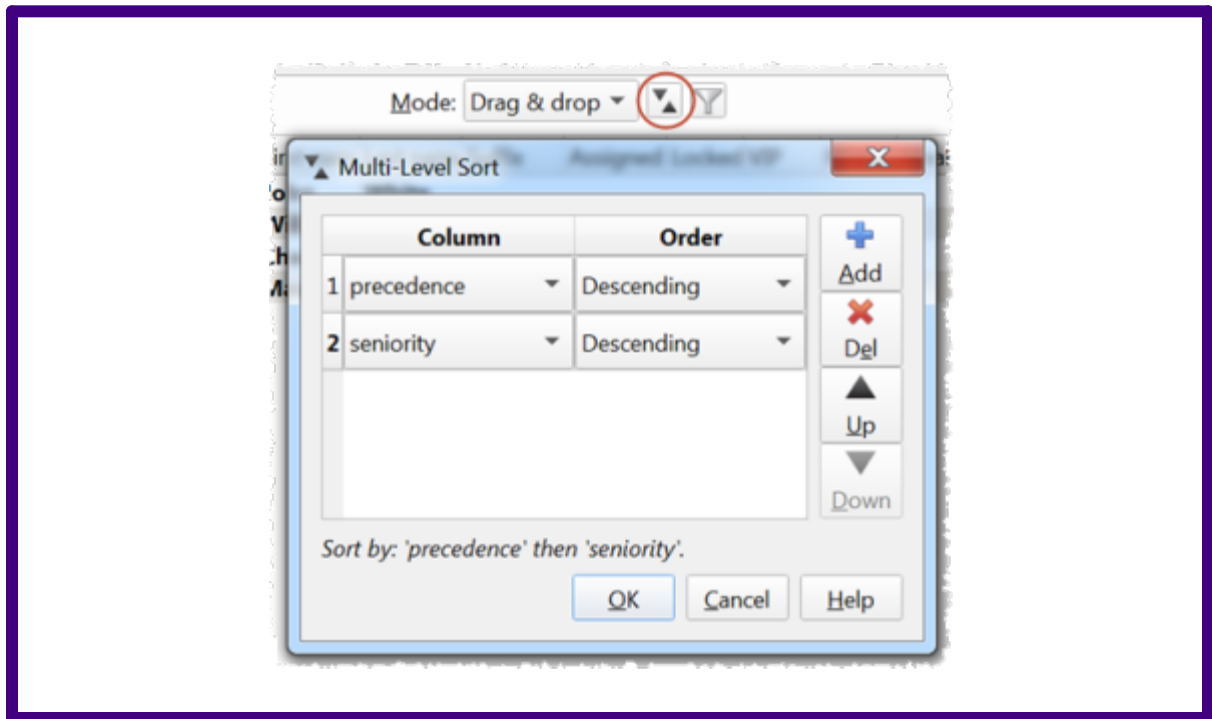 Mode: Drag & drop
Multi-Level Sort
Column Order
1 precedence Descending
2 seniority Descending
Add
Del
Up
Down
Sort by: 'precedence' then 'seniority'.
OK Cancel Help